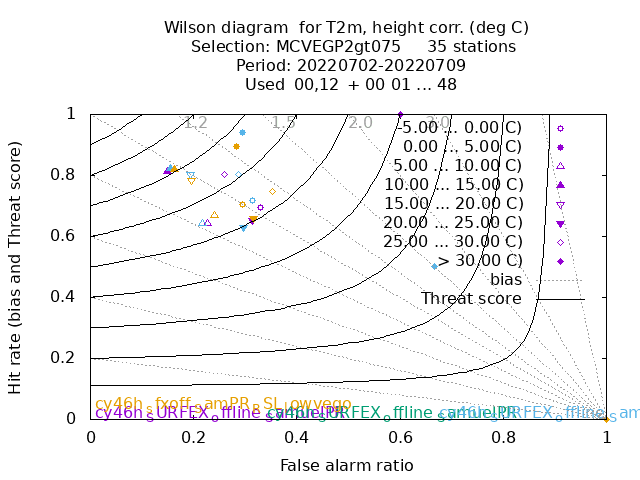 Wilson diagram for T2m, height corr. (deg C)
Selection: MCVEGP2gt075 35 stations
Period: 20220702-20220709
Used 00,12 + 00 01 ... 48
1.2 1.5 2.0 3.0
-5.00 ... 0.00 C)
0.00 ... 5.00 C)
5.00 ... 10.00 C)
10.00 ... 15.00 C)
15.00 ... 20.00 C)
20.00 ... 25.00 C)
25.00 ... 30.00 C)
> 30.00 C)
bias
Threat score
Hit rate (bias and Threat score)
1
0.8
0.6
0.4
0.2
0
0 0.2 0.4 0.6 0.8 1
False alarm ratio